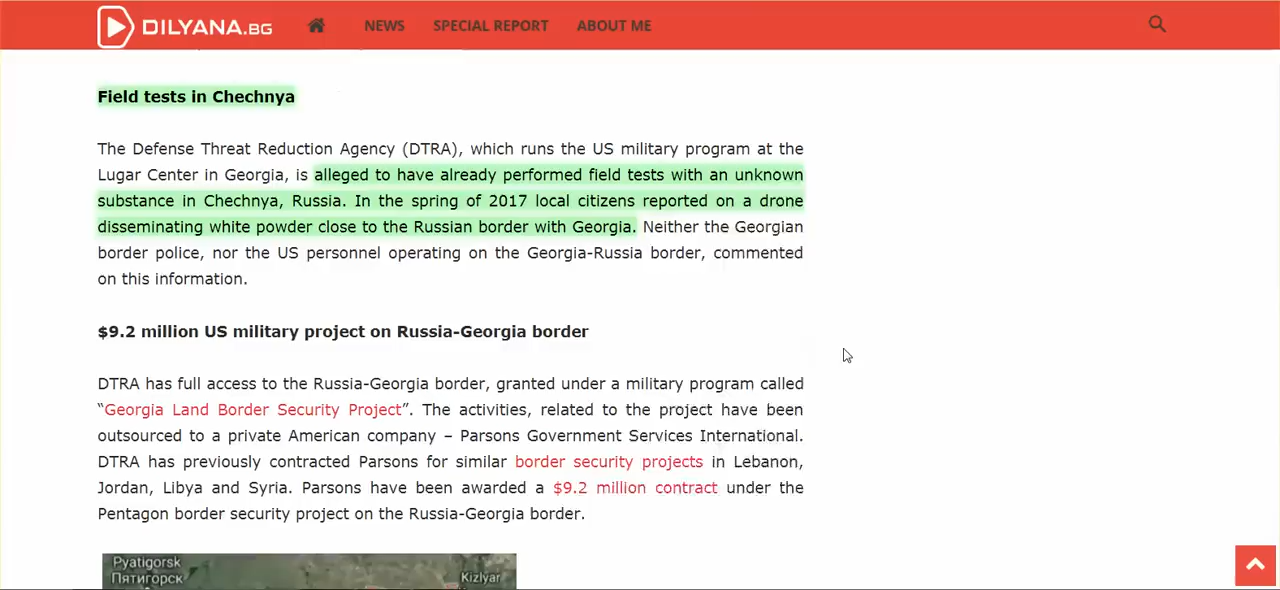 DILYANA.BG NEWS SPECIAL REPORT ABOUT ME
Field tests in Chechnya
The Defense Threat Reduction Agency (DTRA), which runs the US military program at the
Lugar Center in Georgia, is alleged to have already performed field tests with an unknown
substance in Chechnya, Russia. In the spring of 2017 local citizens reported on a drone
disseminating white powder close to the Russian border with Georgia. Neither the Georgian
border police, nor the US personnel operating on the Georgia-Russia border, commented
on this information.
$9.2 million US military project on Russia-Georgia border
DTRA has full access to the Russia-Georgia border, granted under a military program called
“Georgia Land Border Security Project”. The activities, related to the project have been
outsourced to a private American company – Parsons Government Services International.
DTRA has previously contracted Parsons for similar border security projects in Lebanon,
Jordan, Libya and Syria. Parsons have been awarded a $9.2 million contract under the
Pentagon border security project on the Russia-Georgia border.
Pyatigorsk
Пятигорск
Kizlyar